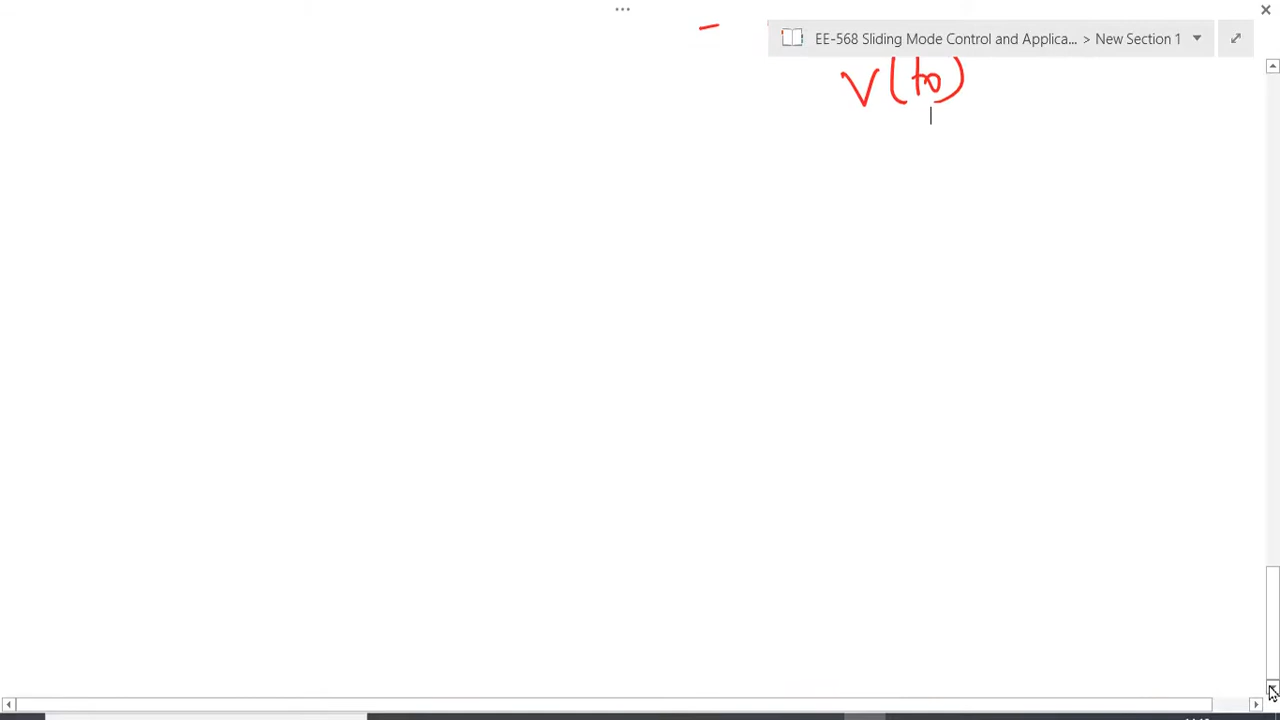 EE-568 Sliding Mode Control and Applica... > New Section 1
V(to)